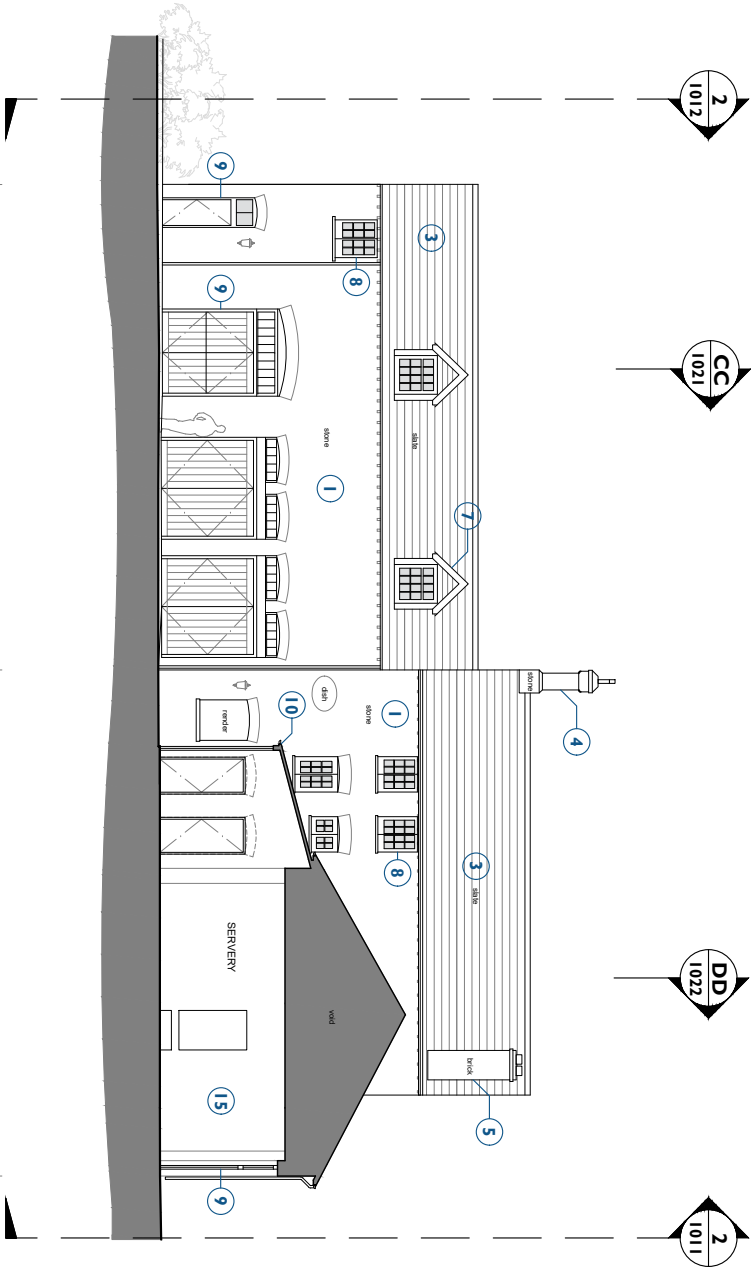 2
1012
CC
1021
DD
1022
2
1011
4
stone
3
7
3
slate
slate
brick
5
8
9
9
stone
1
1
stone
dish
10
render
8
void
SERVERY
15
9